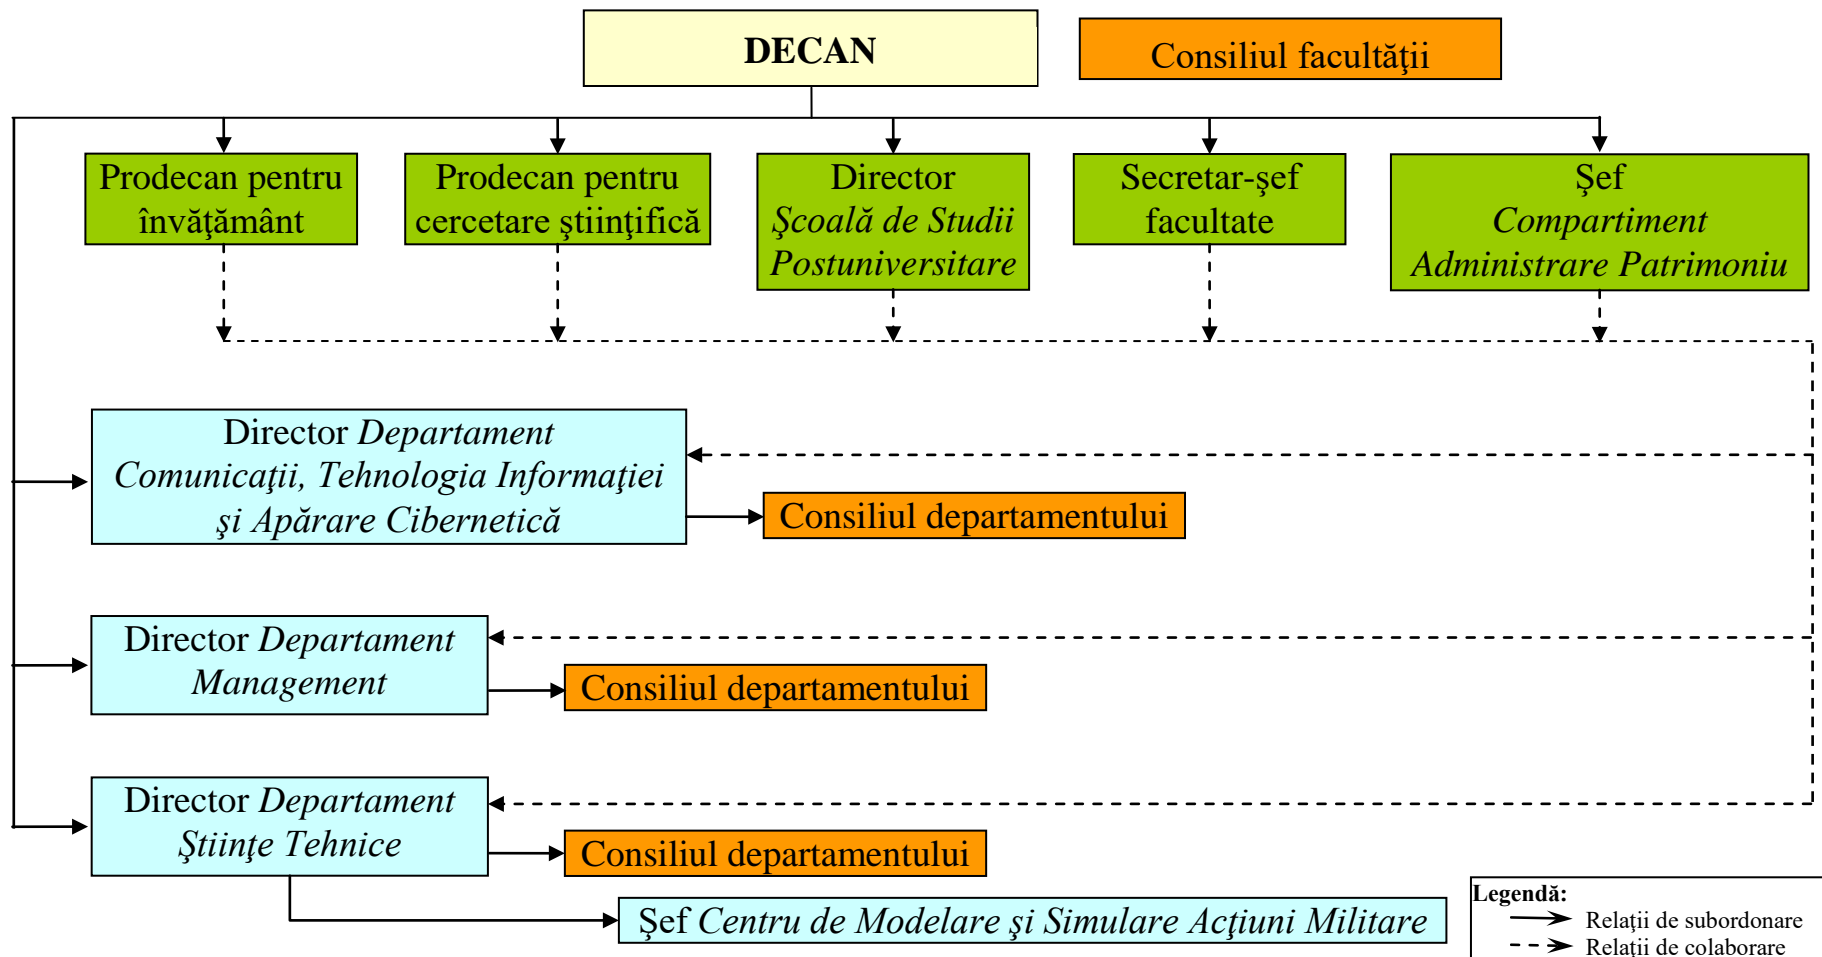 DECAN
Consiliul facultăţii
Prodecan pentru
învăţământ
Prodecan pentru
cercetare ştiinţifică
Director
Şcoală de Studii
Postuniversitare
Secretar-şef
facultate
Şef
Compartiment
Administrare Patrimoniu
Director Departament
Comunicaţii, Tehnologia Informaţiei
şi Apărare Cibernetică
Consiliul departamentului
Director Departament
Management
Consiliul departamentului
Director Departament
Ştiinţe Tehnice
Consiliul departamentului
Şef Centru de Modelare şi Simulare Acţiuni Militare
Legendă:
Relaţii de subordonare
Relaţii de colaborare